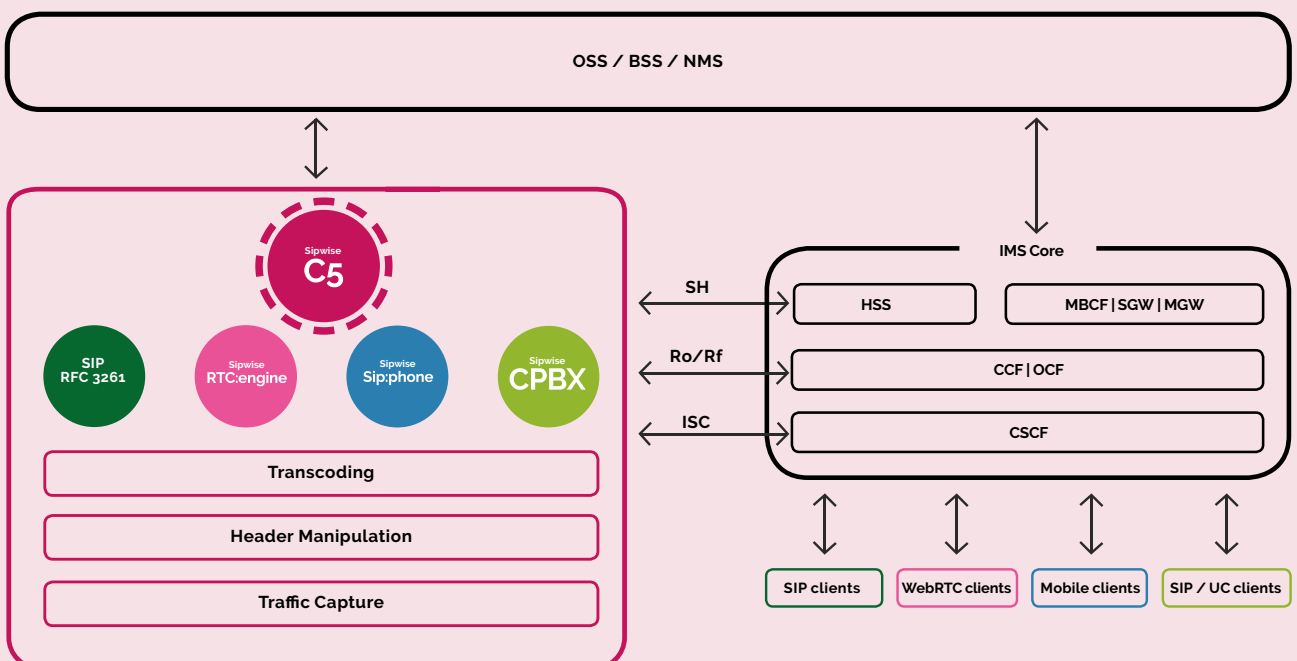 OSS / BSS / NMS
Sipwise
C5
SIP
RFC 3261
Sipwise
RTC:engine
Sipwise
Sip:phone
Sipwise
CPBX
Transcoding
Header Manipulation
Traffic Capture
SH
Ro/Rf
ISC
IMS Core
HSS
MBCF | SGW | MGW
CCF | OCF
CSCF
SIP clients
WebRTC clients
Mobile clients
SIP / UC clients